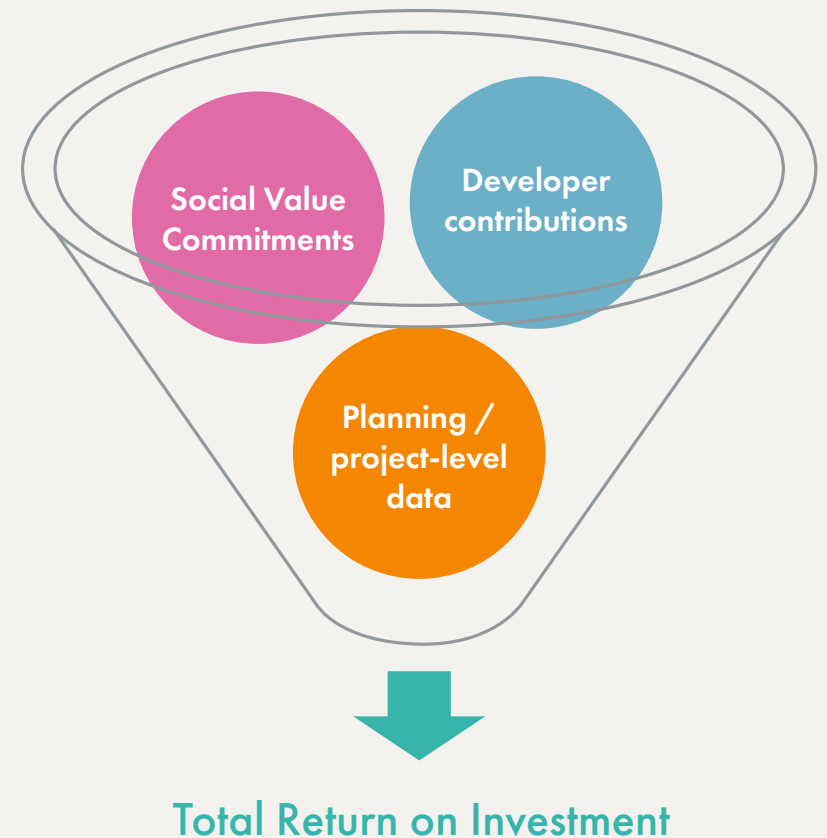 Social Value
Commitments
Developer
contributions
Planning /
project-level
data
Total Return on Investment